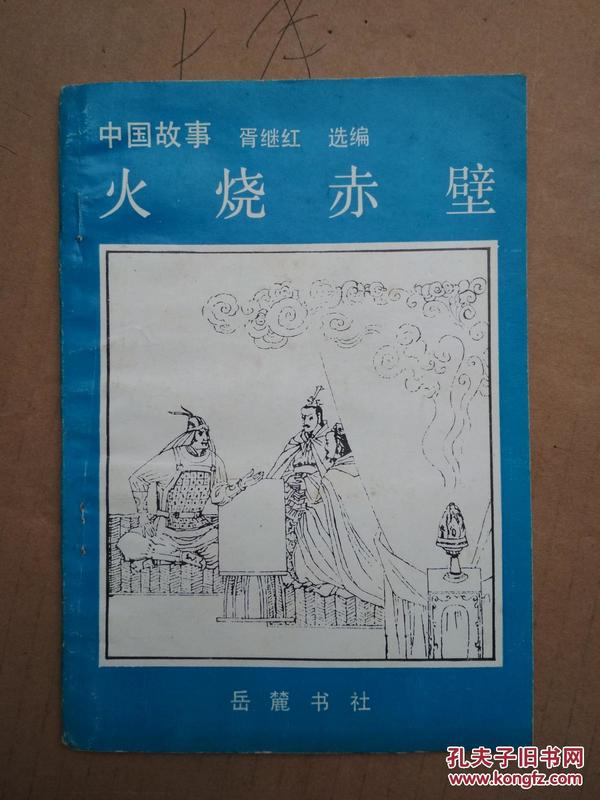 中国故事 胥继红 选编
火烧赤壁
岳麓书社
孔夫子旧书网
www.kongfz.com